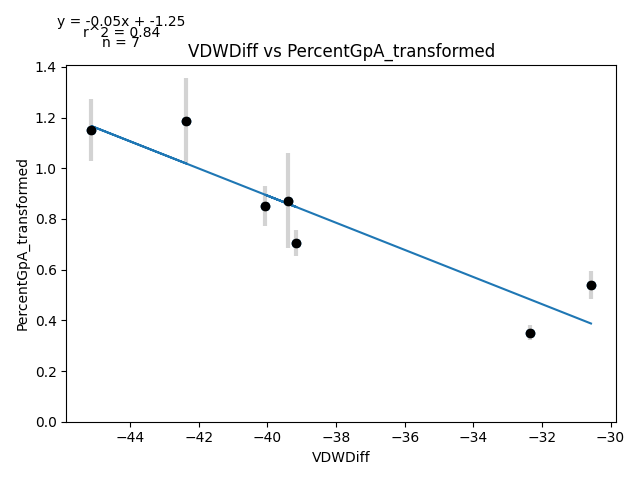 y = -0.05x + -1.25
r^2 = 0.84
n = 7
VDWDiff vs PercentGpA_transformed
PercentGpA_transformed
1.4
1.2
1.0
0.8
0.6
0.4
0.2
0.0
−44 −42 −40 −38 −36 −34 −32 −30
VDWDiff